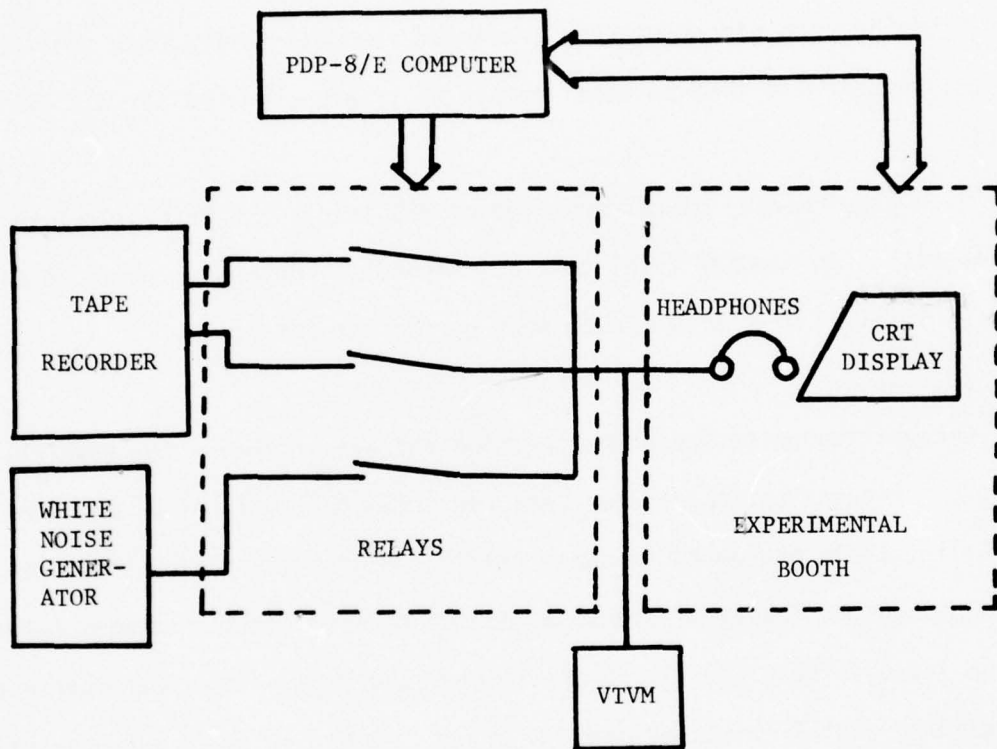 PDP-8/E COMPUTER
TAPE
RECORDER
HEADPHONES
CRT
DISPLAY
WHITE
NOISE
GENER-
ATOR
RELAYS
EXPERIMENTAL
BOOTH
VTVM